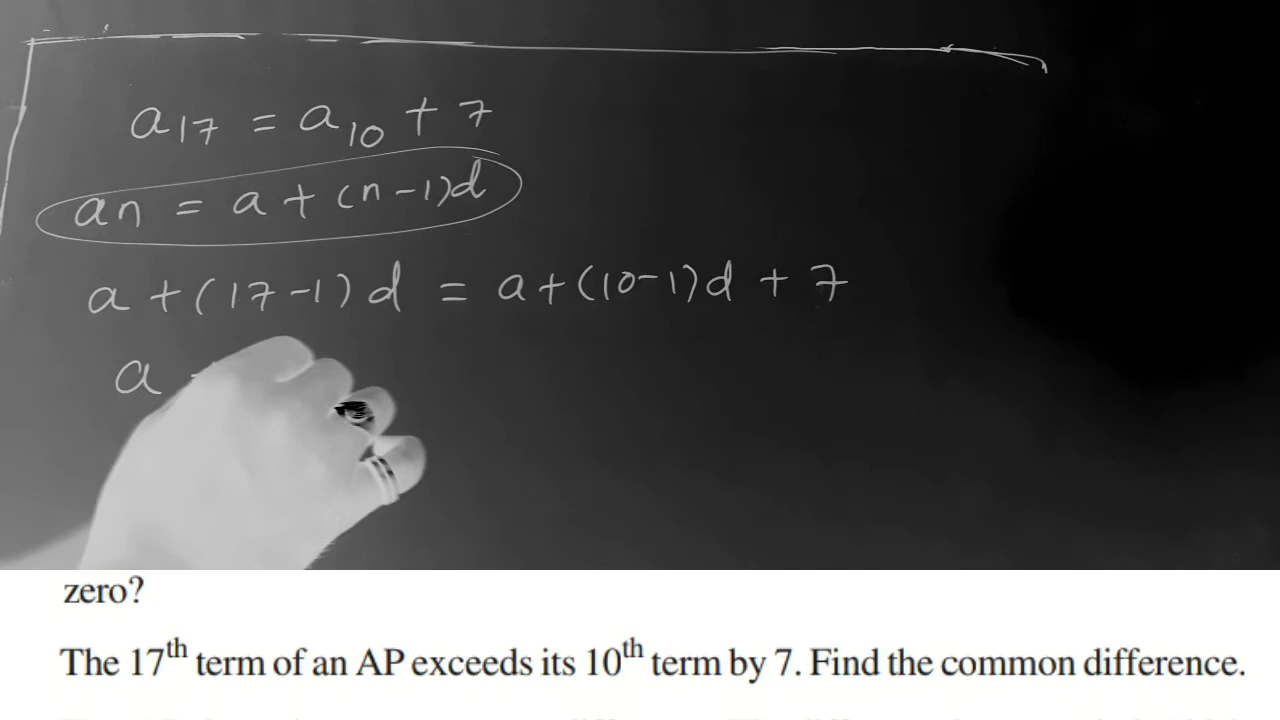 a₁₇ = a₁₀ + 7
an = a + (n-1)d
a + (17-1)d = a + (10-1)d + 7
a
zero?
The 17ᵗʰ term of an AP exceeds its 10ᵗʰ term by 7. Find the common difference.